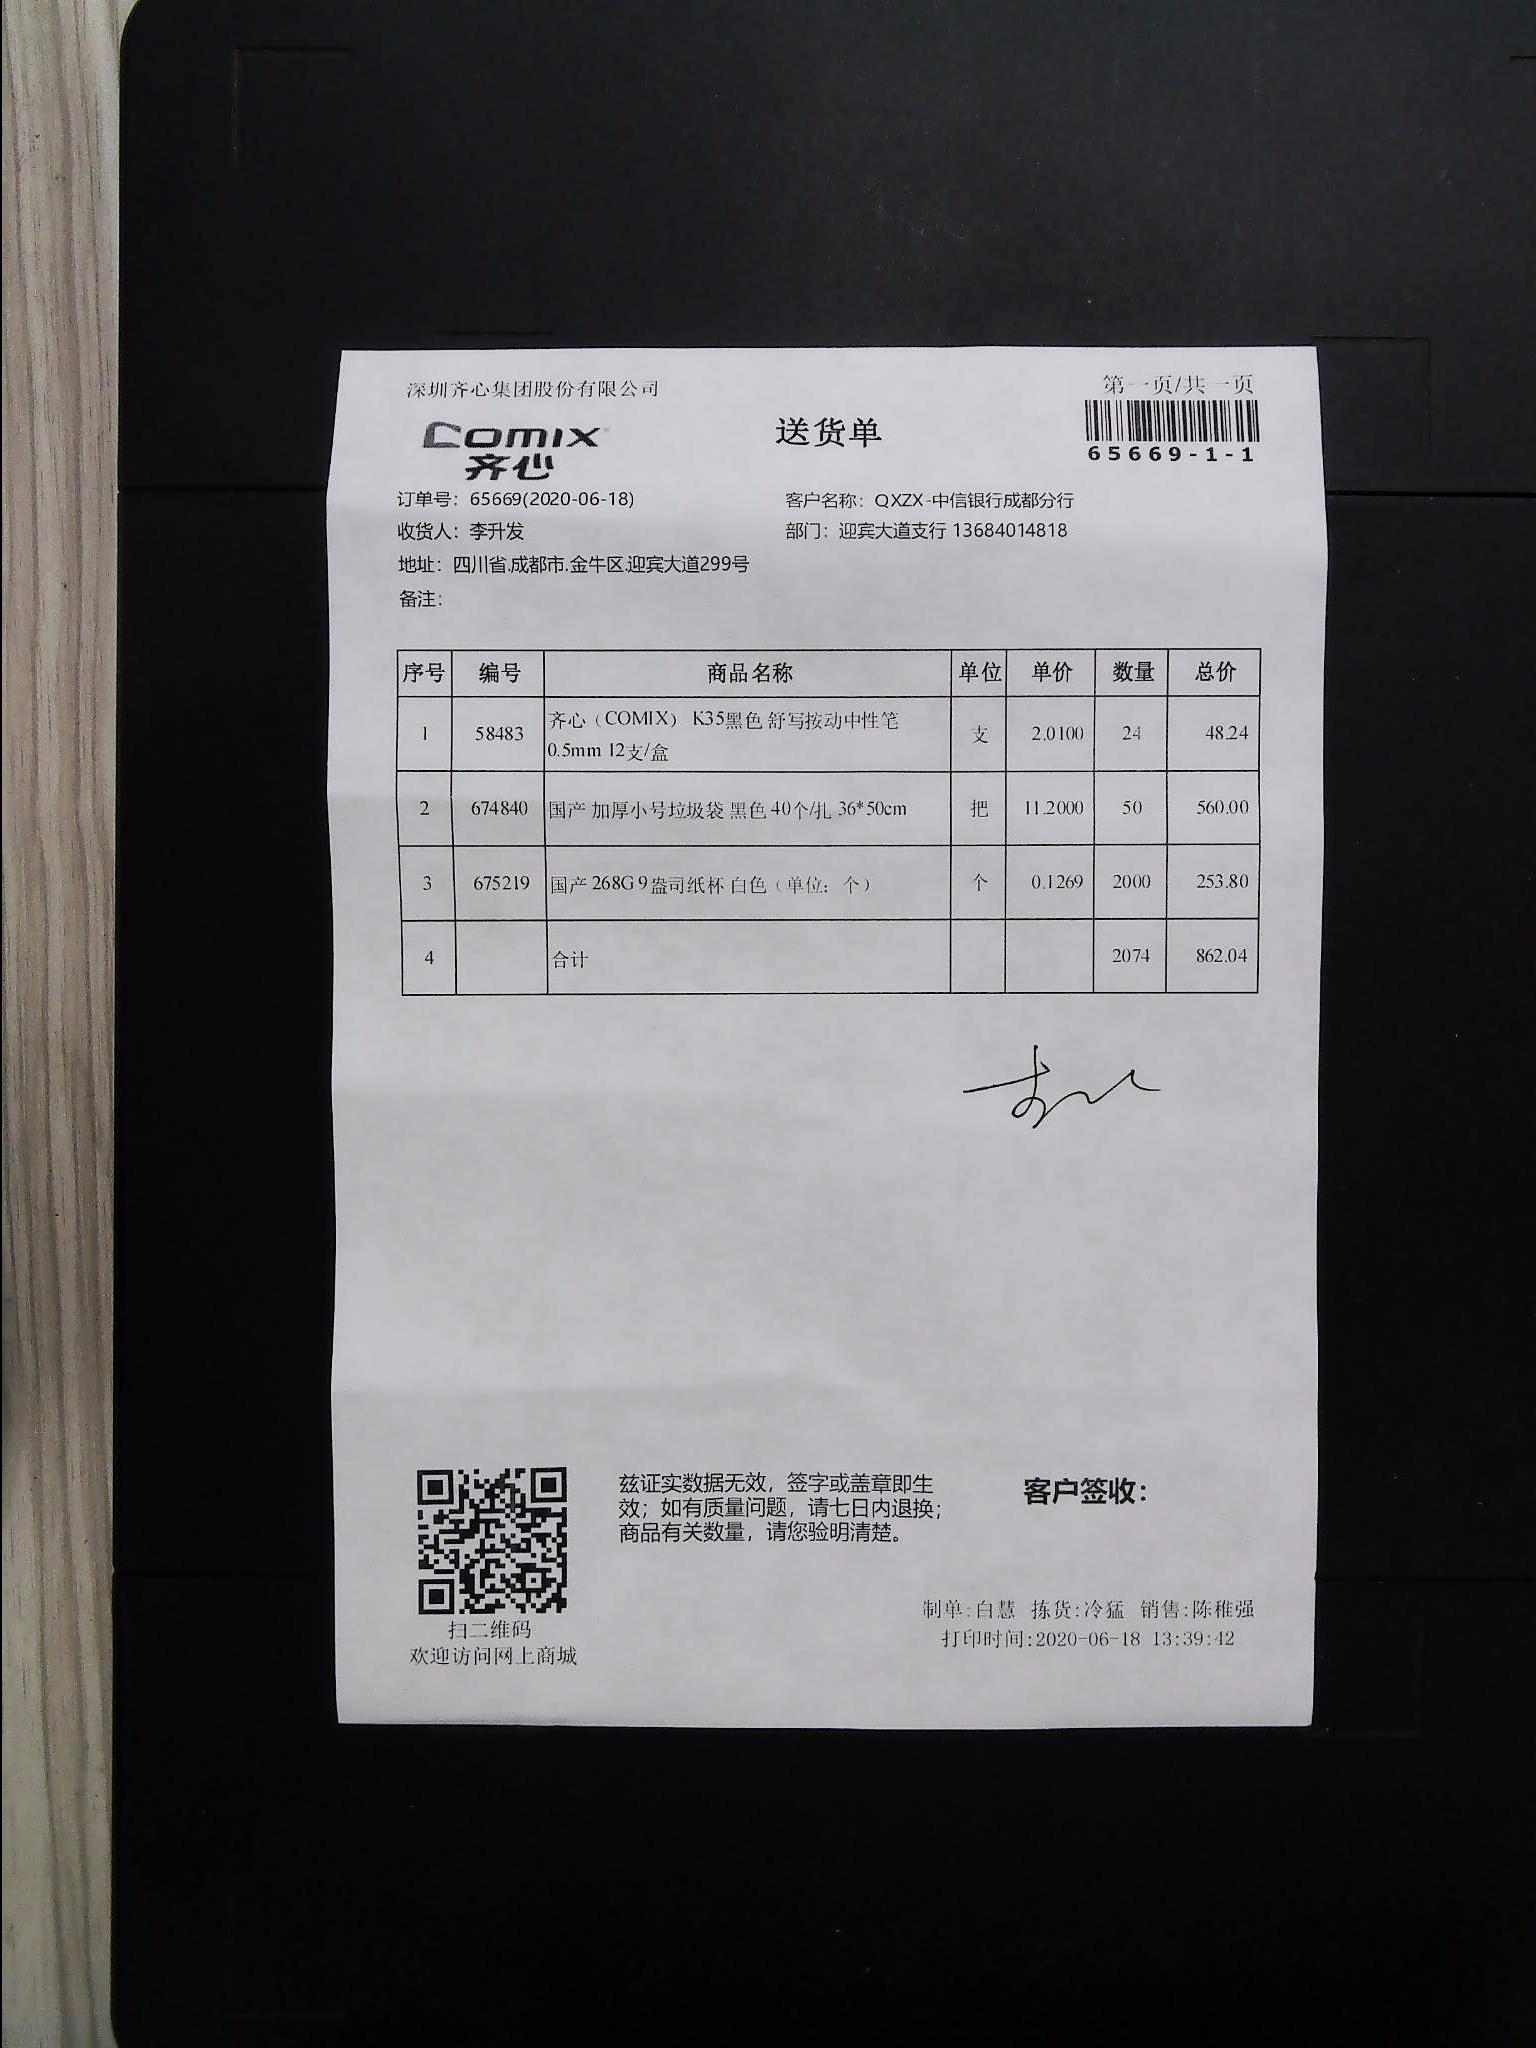 深圳齐心集团股份有限公司
第一页/共一页
comix
齐心
送货单
65669-1-1
订单号：65669(2020-06-18)
客户名称：QXZX-中信银行成都分行
收货人：李升发
部门：迎宾大道支行 13684014818
地址：四川省.成都市.金牛区.迎宾大道299号
备注：
序号 编号 商品名称 单位 单价 数量 总价
1 58483 齐心（COMIX） K35黑色 舒写按动中性笔 0.5mm 12支/盒 支 2.0100 24 48.24
2 674840 国产 加厚小号垃圾袋 黑色 40个/扎 36*50cm 把 11.2000 50 560.00
3 675219 国产 268G 9盎司纸杯 白色（单位：个） 个 0.1269 2000 253.80
4 合计 2074 862.04
兹证实数据无效，签字或盖章即生
效；如有质量问题，请七日内退换；
商品有关数量，请您验明清楚。
客户签收：
扫二维码
欢迎访问网上商城
制单:白慧 拣货:冷猛 销售:陈稚强
打印时间:2020-06-18 13:39:42